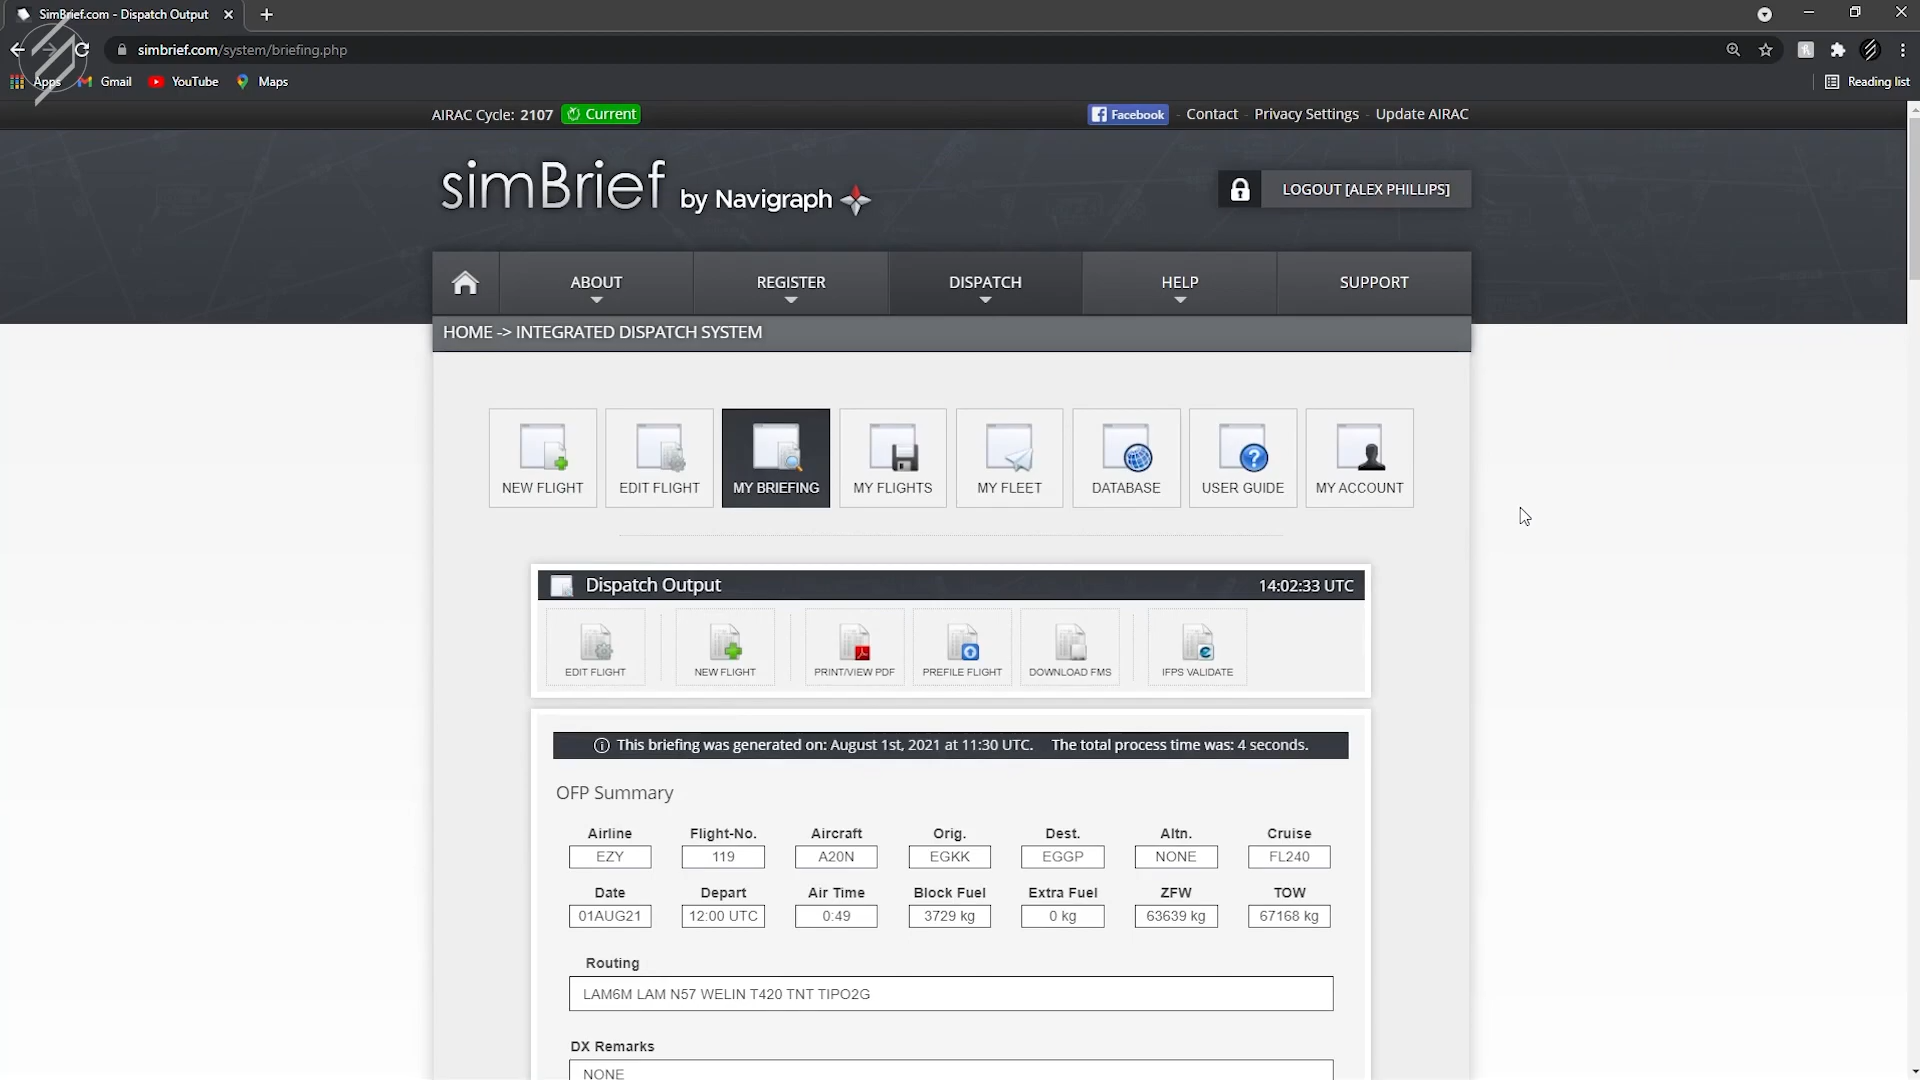 SimBrief.com - Dispatch Output
simbrief.com/system/briefing.php
Apps Gmail YouTube Maps Reading list
AIRAC Cycle: 2107 Current Facebook - Contact - Privacy Settings - Update AIRAC
simBrief by Navigraph
LOGOUT [ALEX PHILLIPS]
ABOUT REGISTER DISPATCH HELP SUPPORT
HOME -> INTEGRATED DISPATCH SYSTEM
NEW FLIGHT EDIT FLIGHT MY BRIEFING MY FLIGHTS MY FLEET DATABASE USER GUIDE MY ACCOUNT
Dispatch Output 14:02:33 UTC
EDIT FLIGHT NEW FLIGHT PRINT/VIEW PDF PREFILE FLIGHT DOWNLOAD FMS IFPS VALIDATE
This briefing was generated on: August 1st, 2021 at 11:30 UTC. The total process time was: 4 seconds.
OFP Summary
Airline Flight-No. Aircraft Orig. Dest. Altn. Cruise
EZY 119 A20N EGKK EGGP NONE FL240
Date Depart Air Time Block Fuel Extra Fuel ZFW TOW
01AUG21 12:00 UTC 0:49 3729 kg 0 kg 63639 kg 67168 kg
Routing
LAM6M LAM N57 WELIN T420 TNT TIPO2G
DX Remarks
NONE